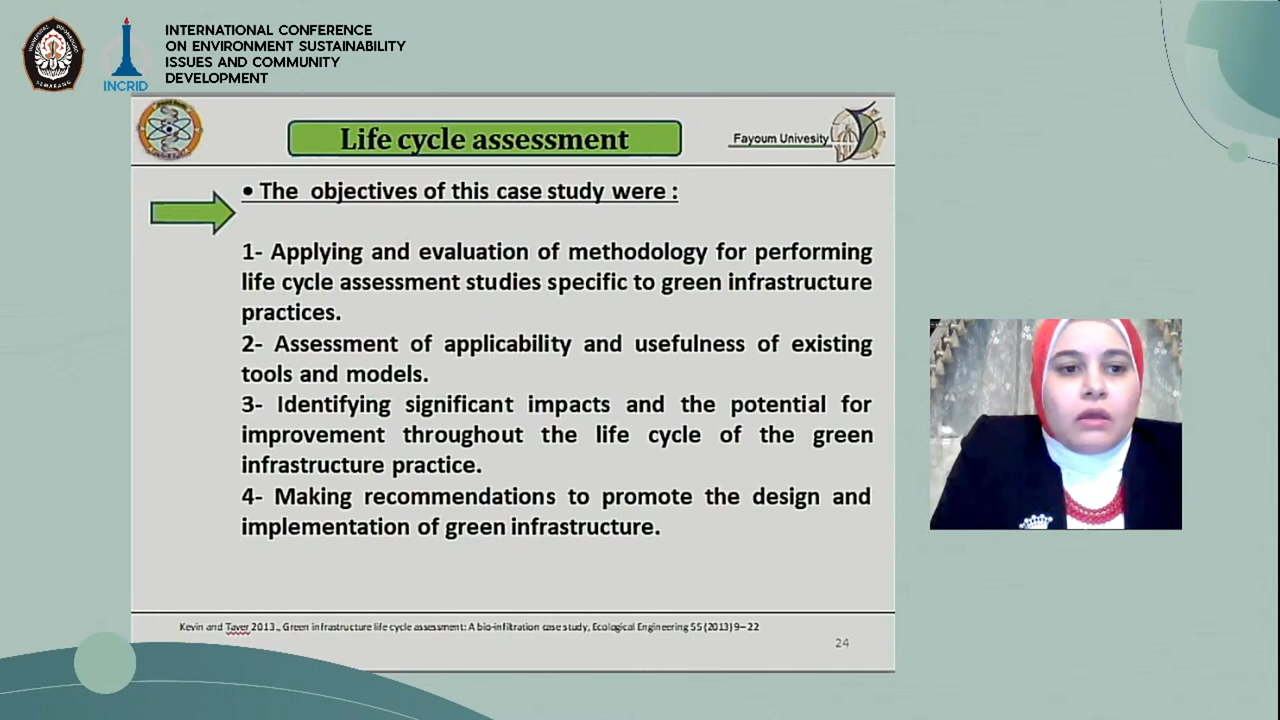 INTERNATIONAL CONFERENCE
ON ENVIRONMENT SUSTAINABILITY
ISSUES AND COMMUNITY
DEVELOPMENT
INCRID
SEMARANG
Life cycle assessment
Fayoum Univesity
• The objectives of this case study were :
1- Applying and evaluation of methodology for performing
life cycle assessment studies specific to green infrastructure
practices.
2- Assessment of applicability and usefulness of existing
tools and models.
3- Identifying significant impacts and the potential for
improvement throughout the life cycle of the green
infrastructure practice.
4- Making recommendations to promote the design and
implementation of green infrastructure.
Kevin and Taver 2013., Green infrastructure life cycle assessment: A bio-infiltration case study, Ecological Engineering 55 (2013) 9–22
24